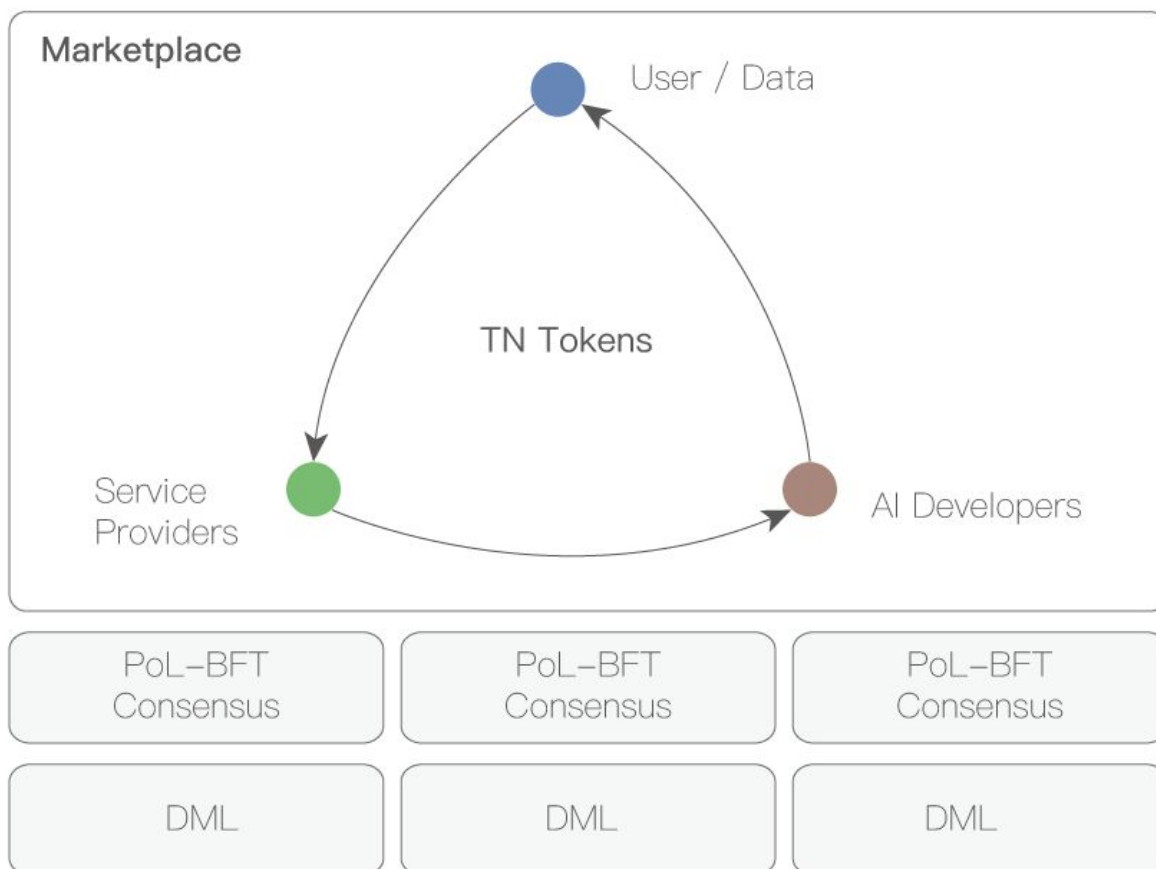 Marketplace
User / Data
TN Tokens
Service
Providers
AI Developers
PoL-BFT
Consensus
PoL-BFT
Consensus
PoL-BFT
Consensus
DML
DML
DML